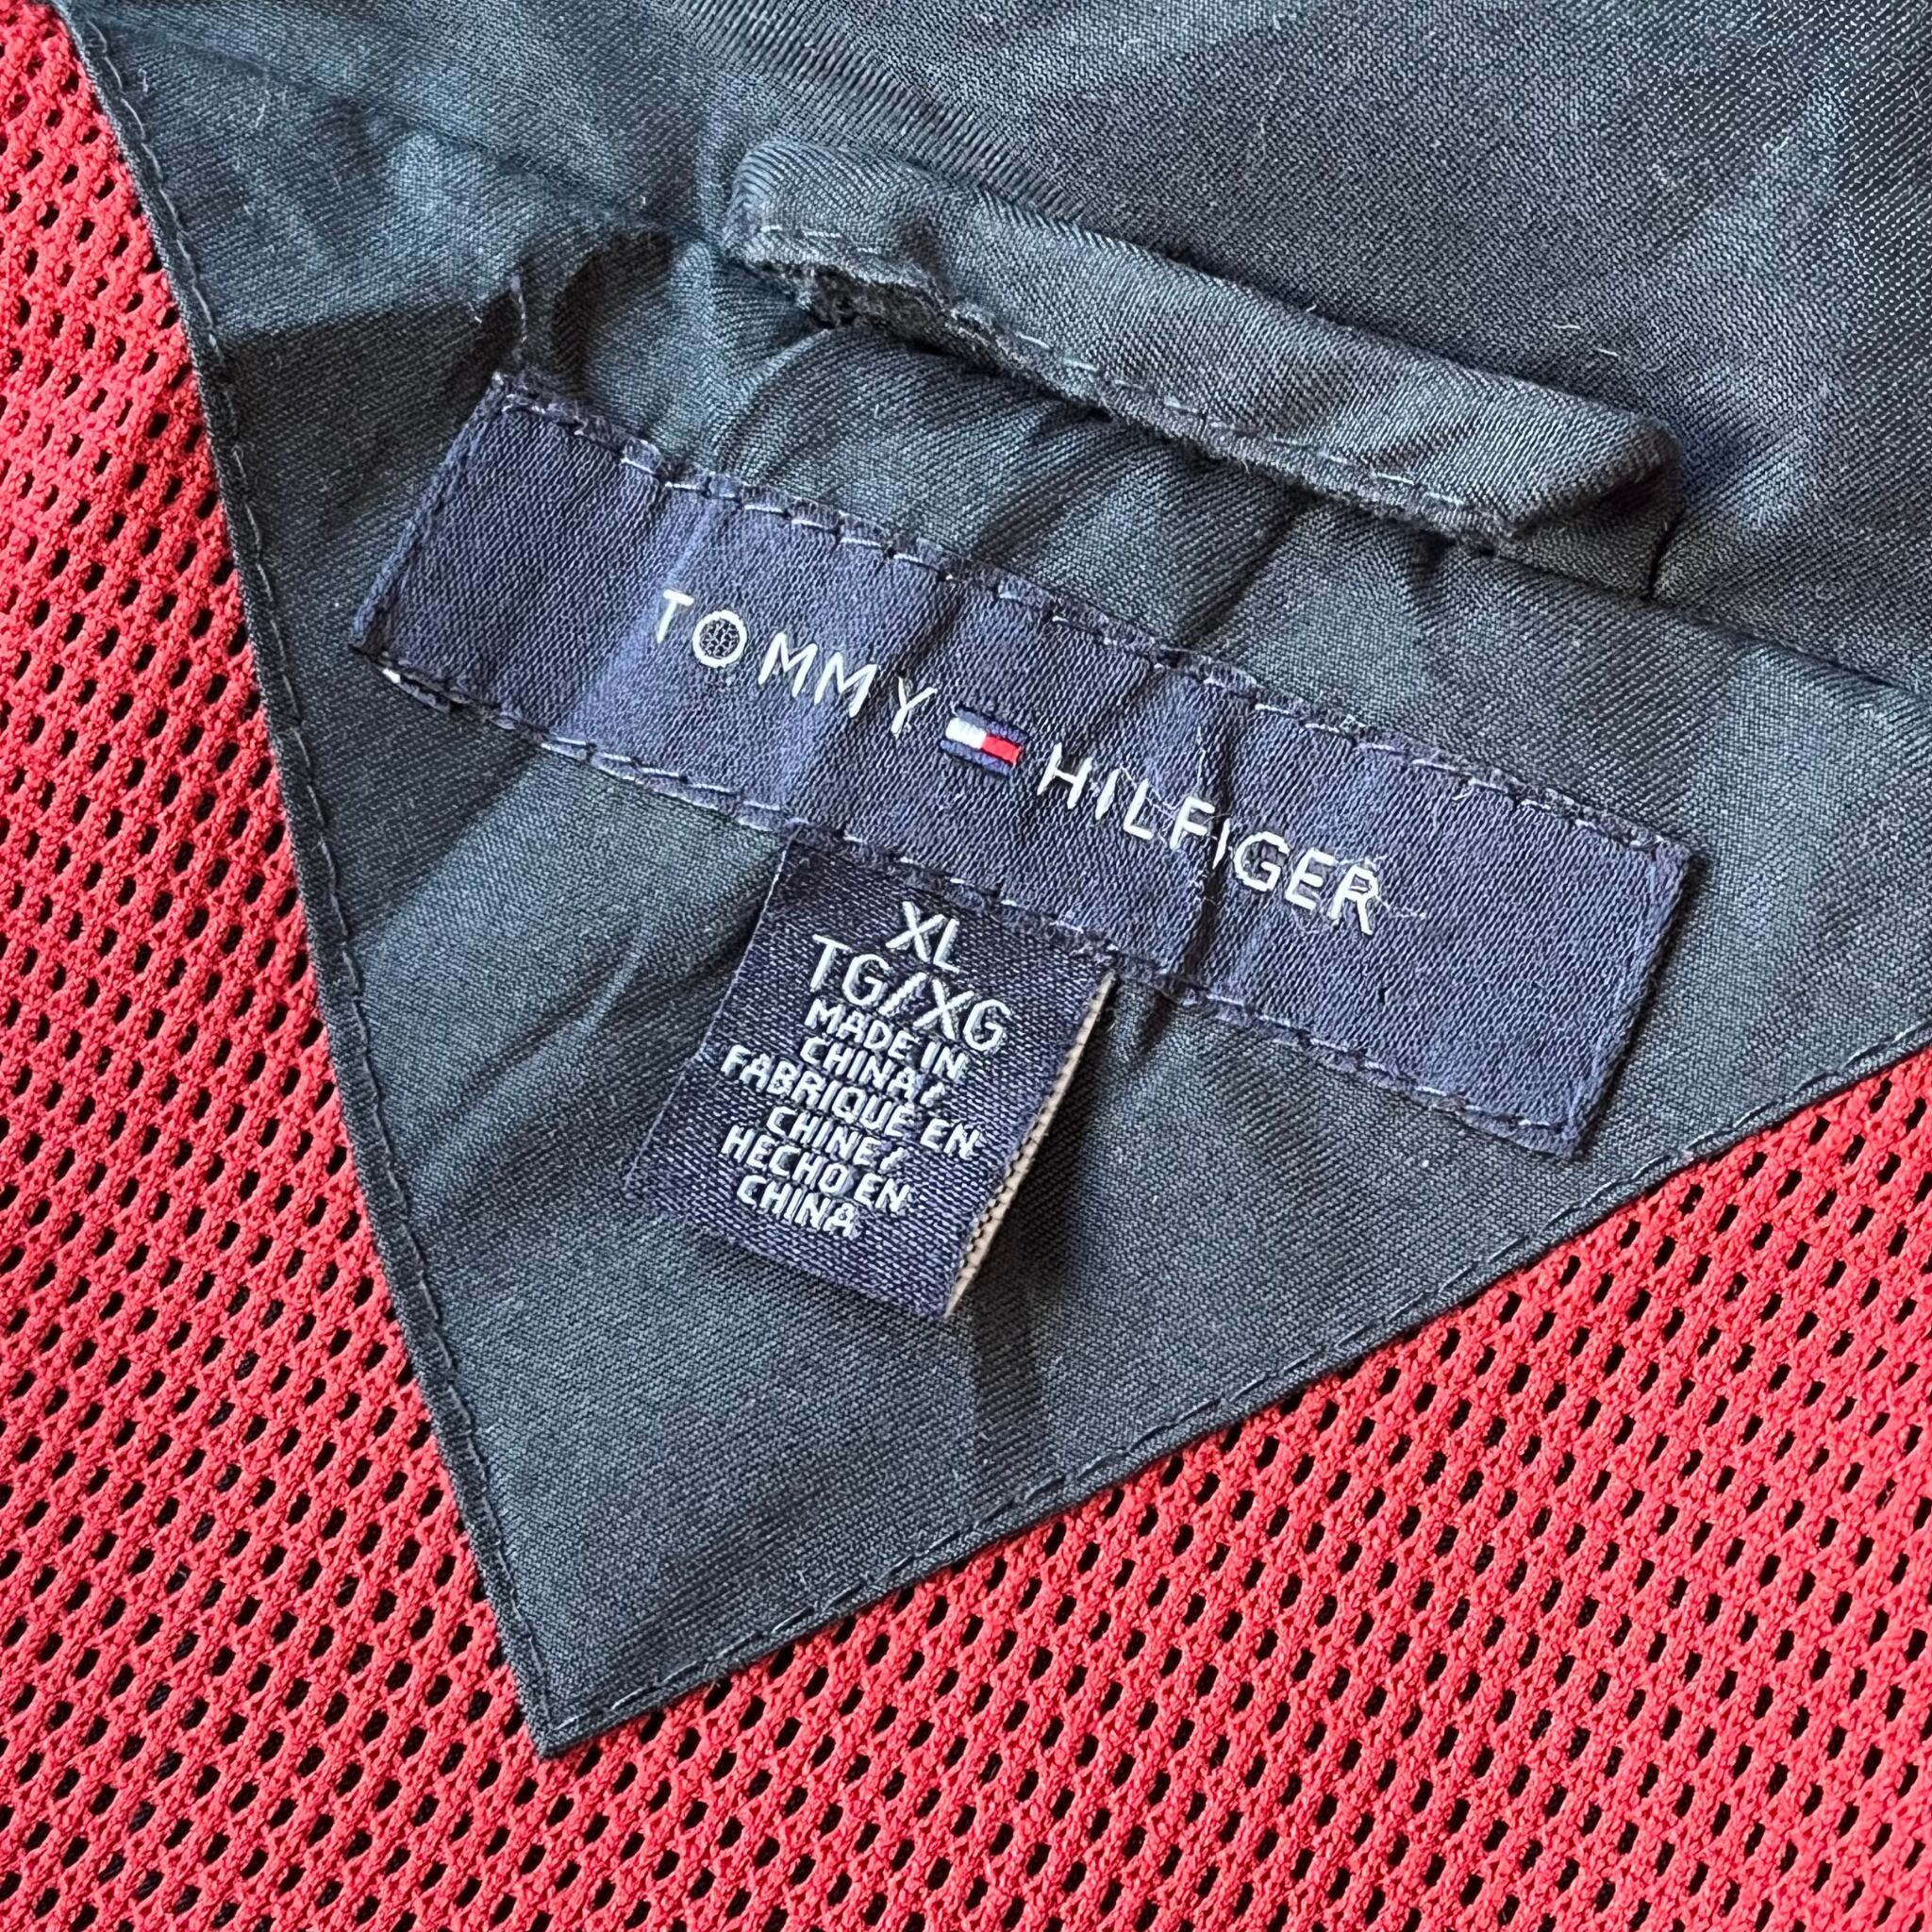 TOMMY HILFIGER
XL
TG/XG
MADE IN
CHINA/
FABRIQUÉ EN
CHINE/
HECHO EN
CHINA